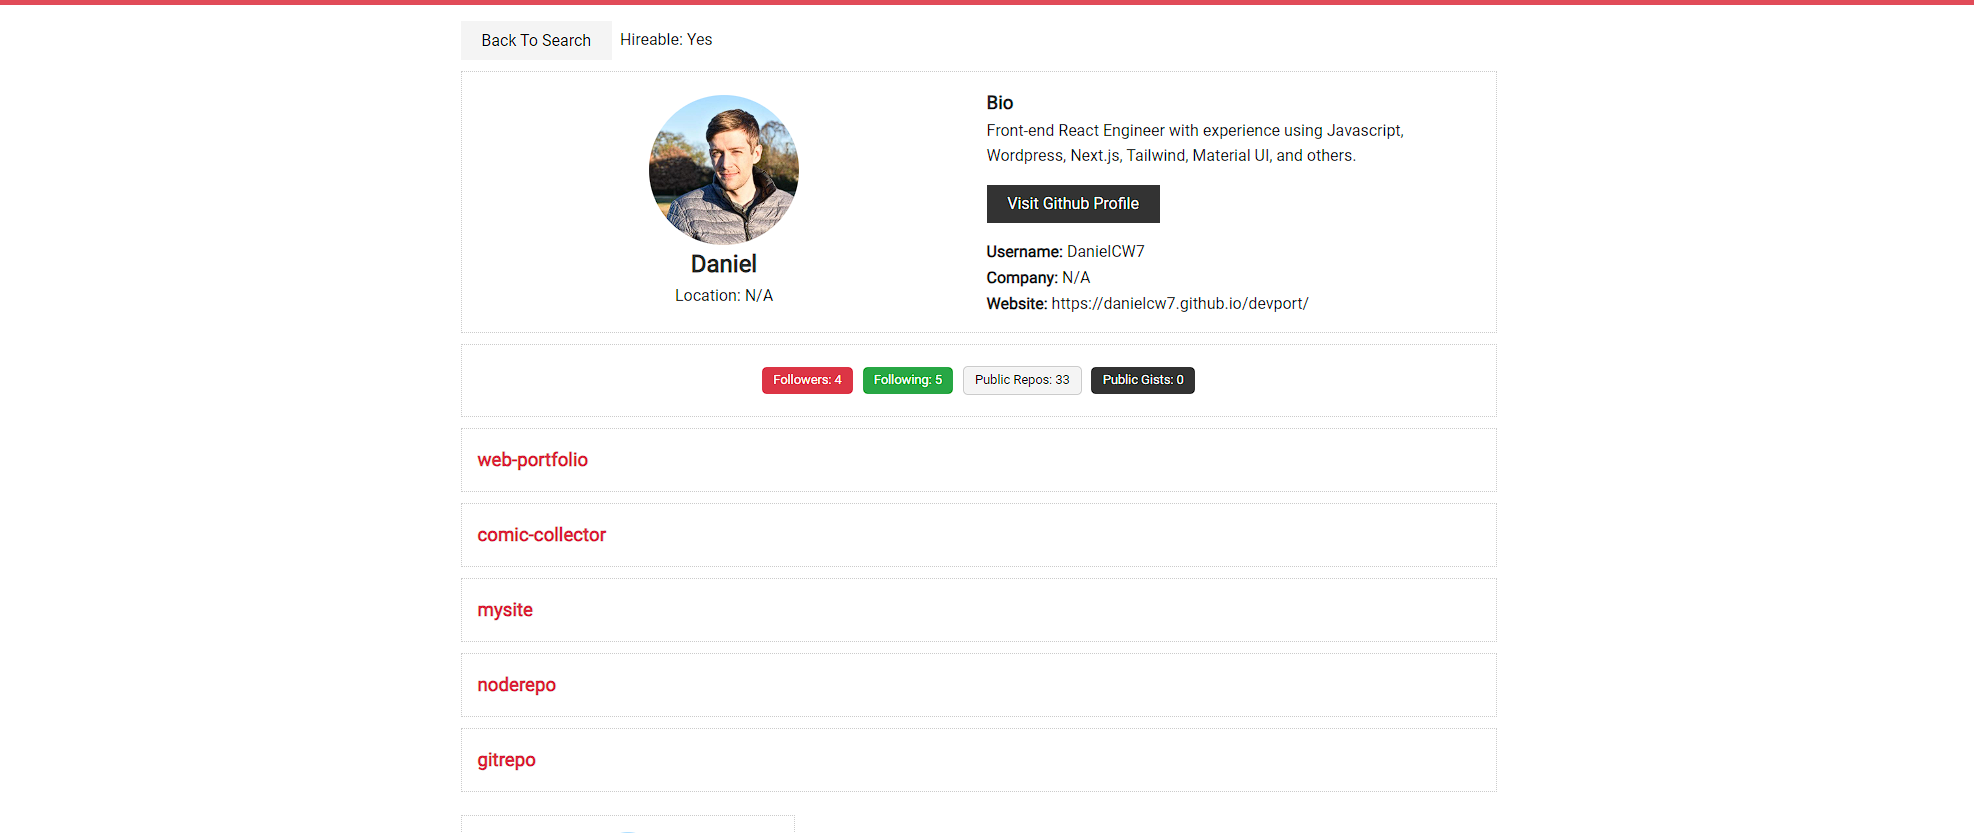 Back To Search Hireable: Yes
Daniel
Location: N/A
Bio
Front-end React Engineer with experience using Javascript,
Wordpress, Next.js, Tailwind, Material UI, and others.
Visit Github Profile
Username: DanielCW7
Company: N/A
Website: https://danielcw7.github.io/devport/
Followers: 4 Following: 5 Public Repos: 33 Public Gists: 0
web-portfolio
comic-collector
mysite
noderepo
gitrepo